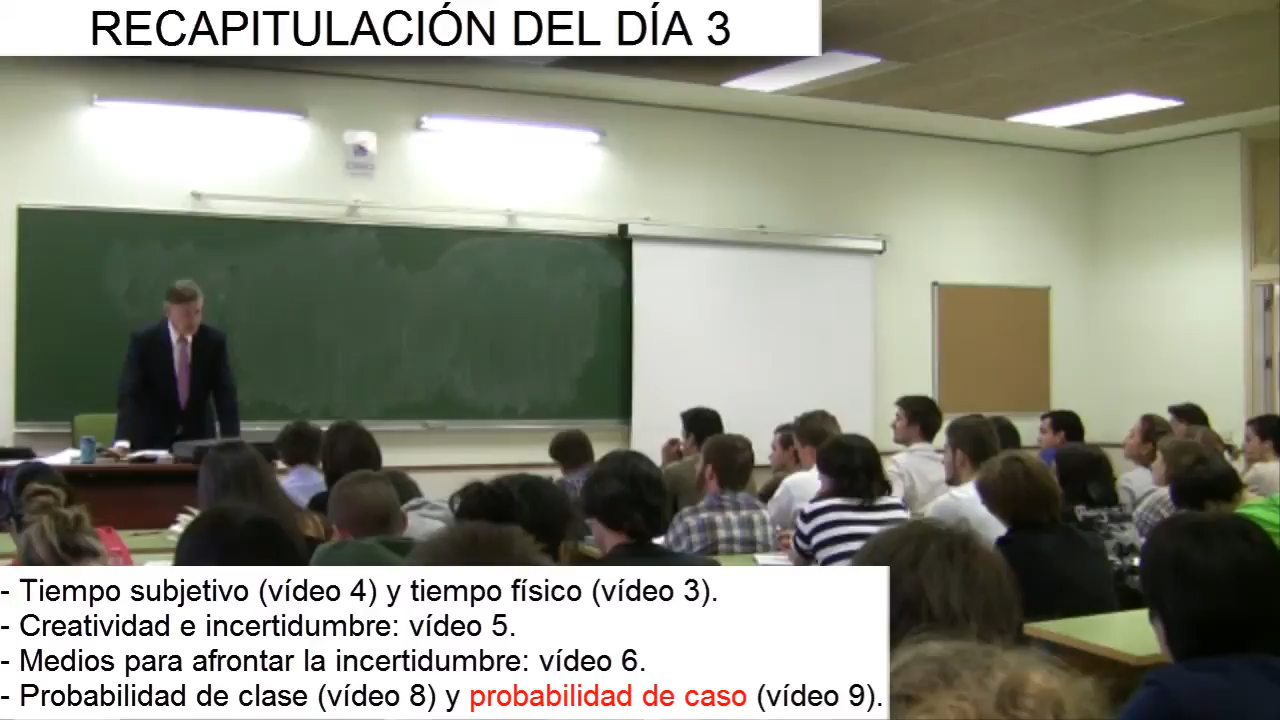 RECAPITULACIÓN DEL DÍA 3
- Tiempo subjetivo (vídeo 4) y tiempo físico (vídeo 3).
- Creatividad e incertidumbre: vídeo 5.
- Medios para afrontar la incertidumbre: vídeo 6.
- Probabilidad de clase (vídeo 8) y probabilidad de caso (vídeo 9).